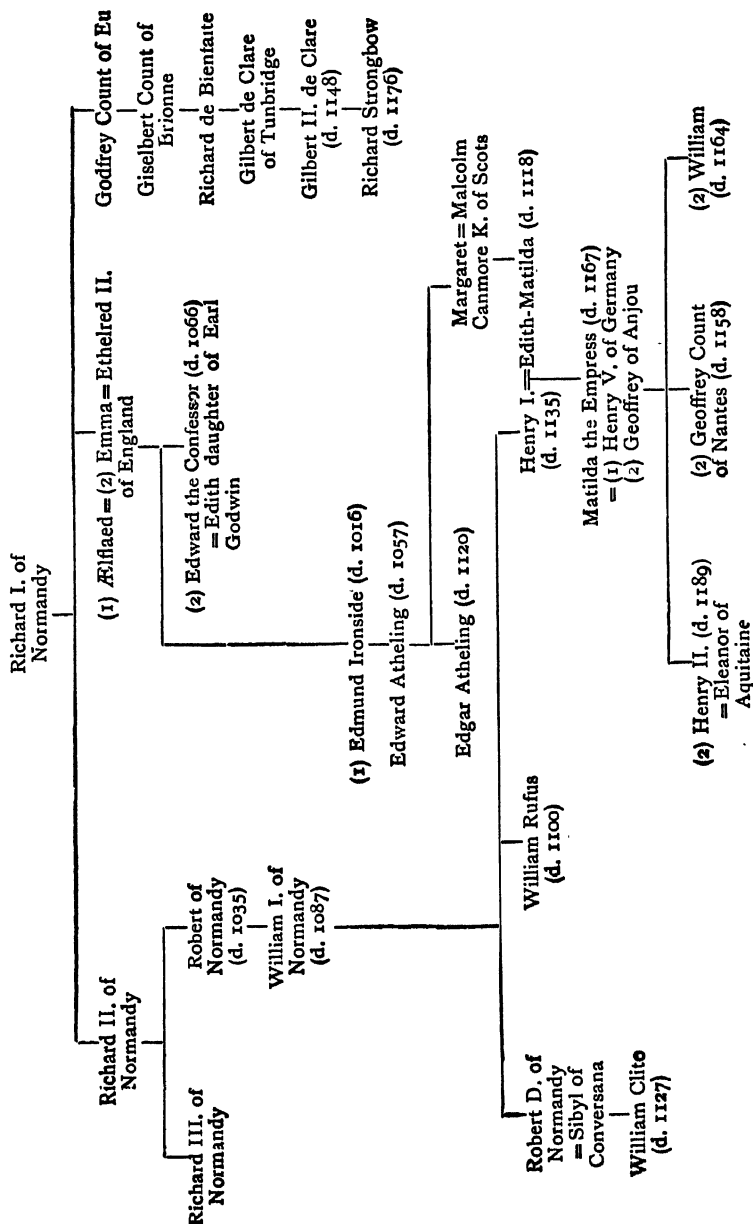 Richard I. of
Normandy
Richard II. of
Normandy
(1) Ælflaed = (2) Emma = Ethelred II.
of England
Godfrey Count of Eu
Giselbert Count of
Brionne
Richard de Bienfaite
Gilbert de Clare
of Tunbridge
Gilbert II. de Clare
(d. 1148)
Richard Strongbow
(d. 1176)
Richard III. of
Normandy
Robert of
Normandy
(d. 1035)
William I. of
Normandy
(d. 1087)
(2) Edward the Confessor (d. 1066)
= Edith daughter of Earl
Godwin
(1) Edmund Ironside (d. 1016)
Edward Atheling (d. 1057)
Edgar Atheling (d. 1120)
Margaret = Malcolm
Canmore K. of Scots
Robert D. of
Normandy
= Sibyl of
Conversana
William Clito
(d. 1127)
William Rufus
(d. 1100)
Henry I. = Edith-Matilda (d. 1118)
(d. 1135)
Matilda the Empress (d. 1167)
= (1) Henry V. of Germany
(2) Geoffrey of Anjou
(2) Henry II. (d. 1189)
= Eleanor of
Aquitaine
(2) Geoffrey Count
of Nantes (d. 1158)
(2) William
(d. 1164)